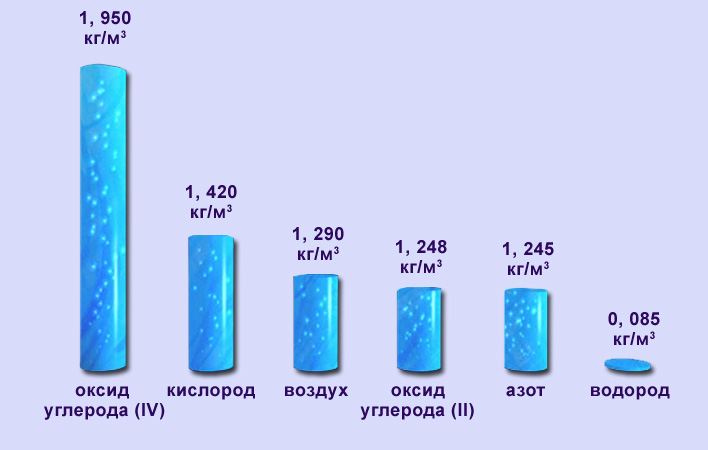 1, 950
кг/м³
1, 420
кг/м³
1, 290
кг/м³
1, 248
кг/м³
1, 245
кг/м³
0, 085
кг/м³
оксид
углерода (IV)
кислород
воздух
оксид
углерода (II)
азот
водород